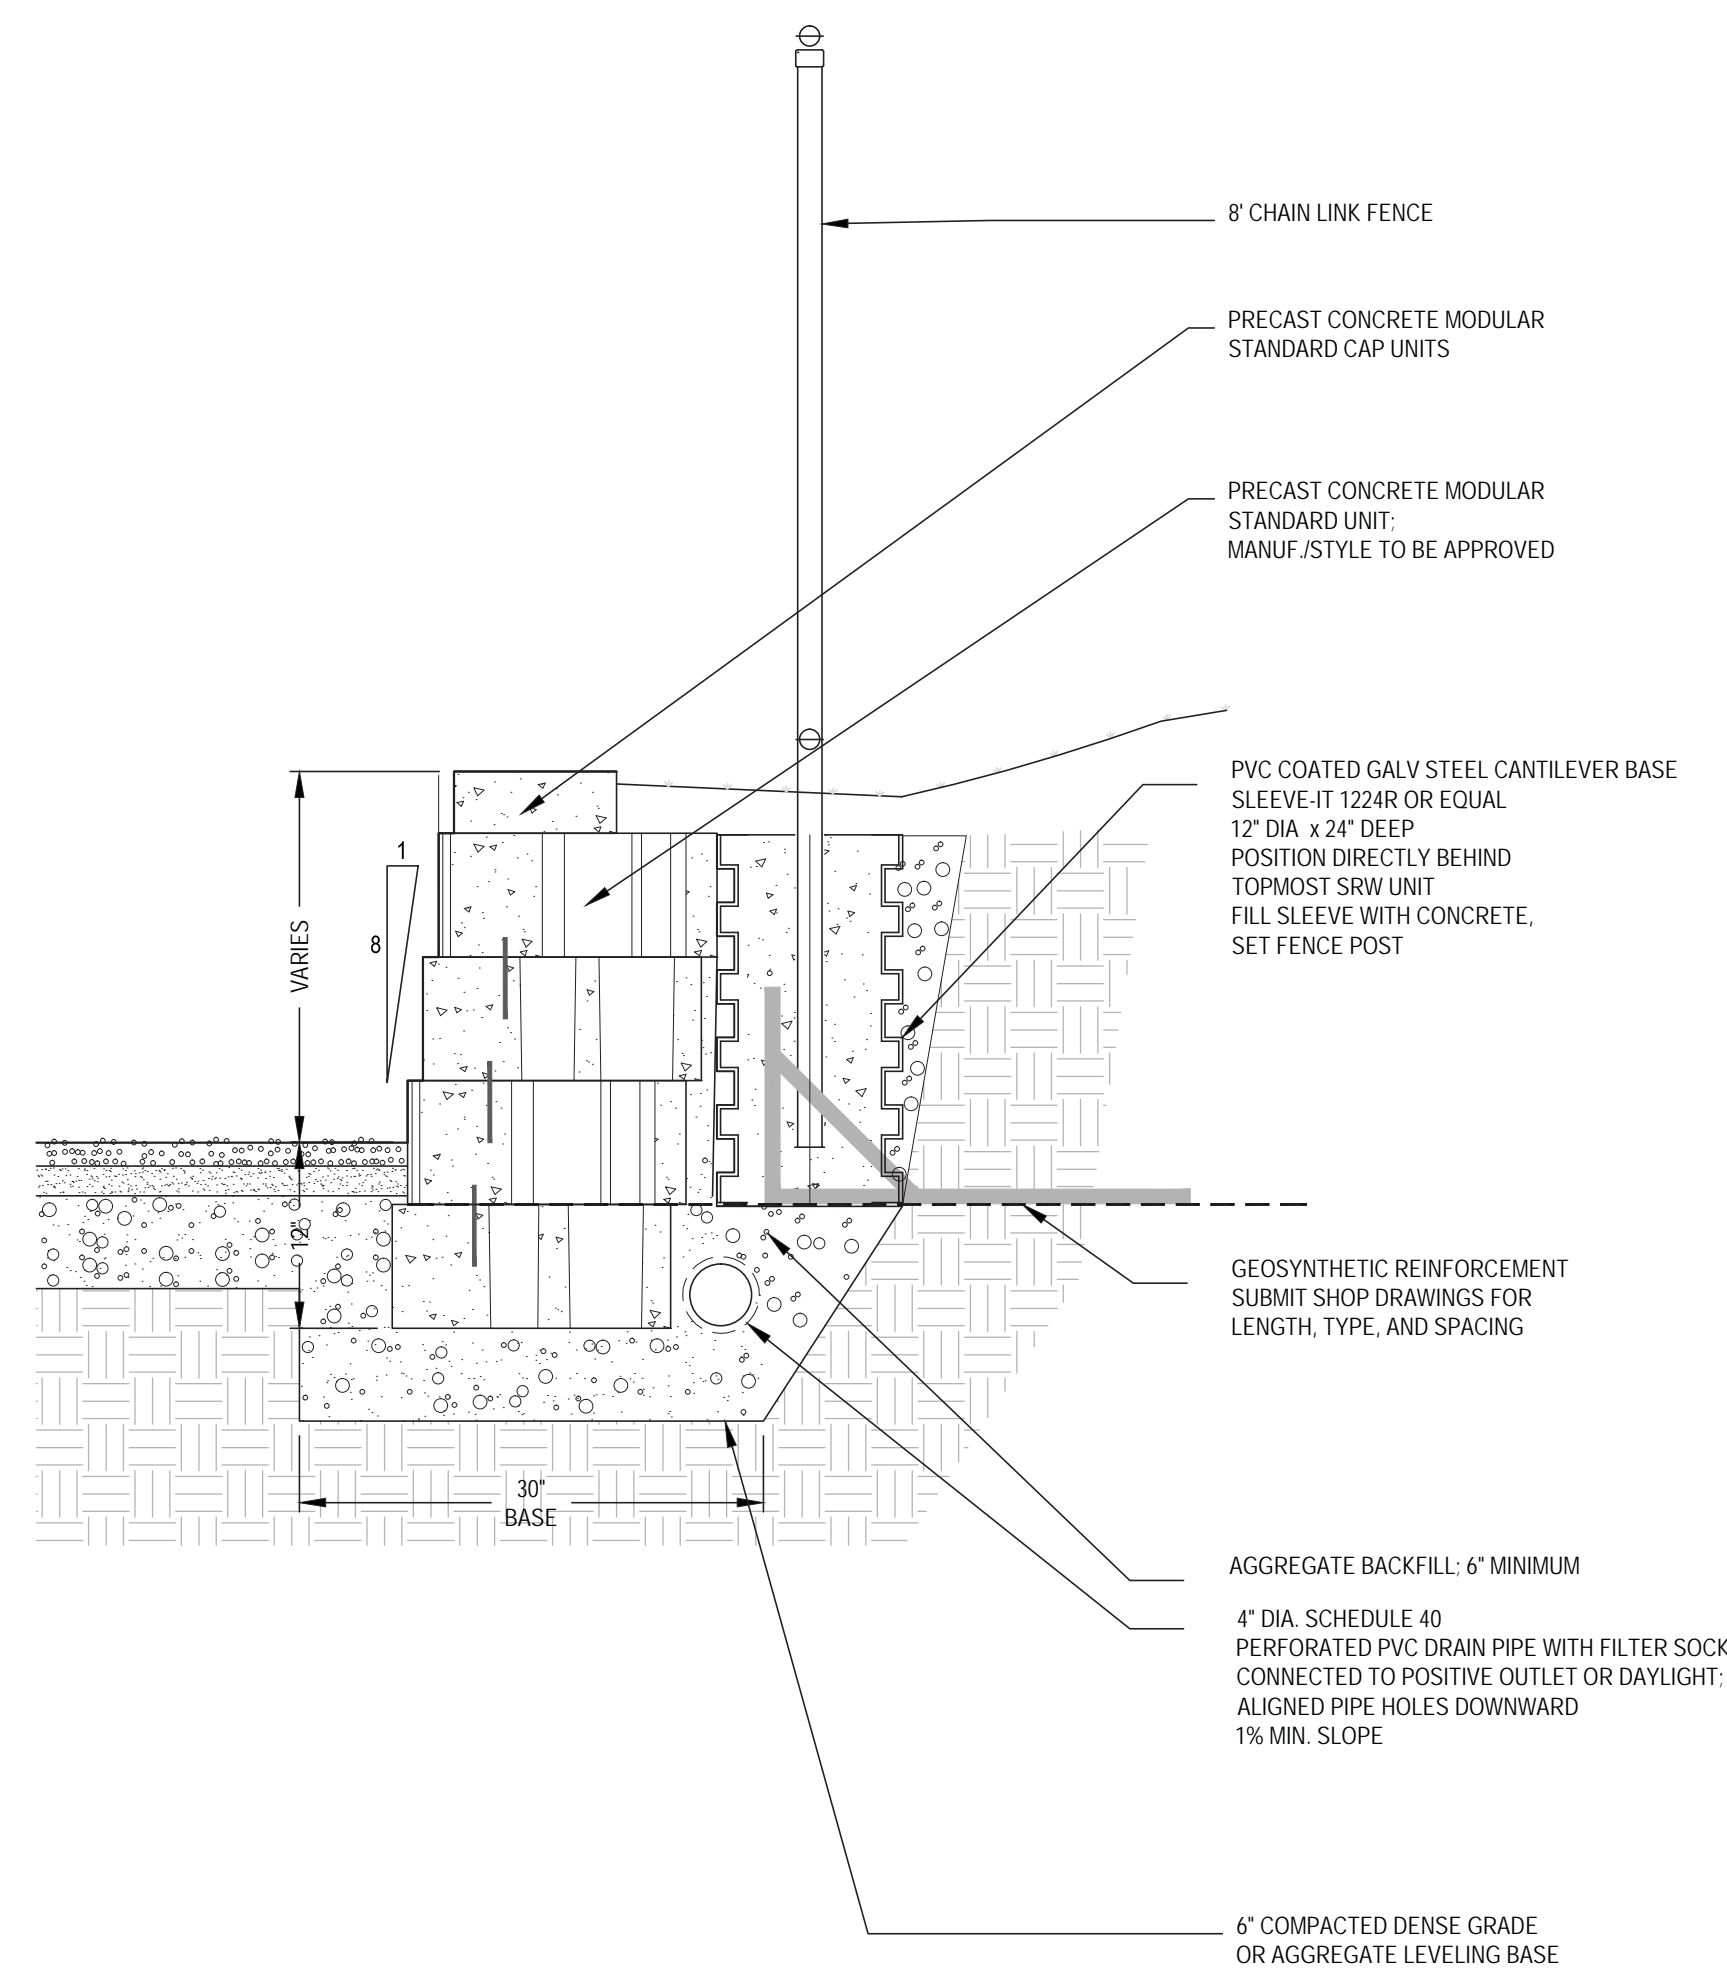 8' CHAIN LINK FENCE
PRECAST CONCRETE MODULAR
STANDARD CAP UNITS
PRECAST CONCRETE MODULAR
STANDARD UNIT;
MANUF./STYLE TO BE APPROVED
PVC COATED GALV STEEL CANTILEVER BASE
SLEEVE-IT 1224R OR EQUAL
12" DIA x 24" DEEP
POSITION DIRECTLY BEHIND
TOPMOST SRW UNIT
FILL SLEEVE WITH CONCRETE,
SET FENCE POST
1
8
VARIES
12"
GEOSYNTHETIC REINFORCEMENT
SUBMIT SHOP DRAWINGS FOR
LENGTH, TYPE, AND SPACING
30"
BASE
AGGREGATE BACKFILL; 6" MINIMUM
4" DIA. SCHEDULE 40
PERFORATED PVC DRAIN PIPE WITH FILTER SOCK
CONNECTED TO POSITIVE OUTLET OR DAYLIGHT;
ALIGNED PIPE HOLES DOWNWARD
1% MIN. SLOPE
6" COMPACTED DENSE GRADE
OR AGGREGATE LEVELING BASE